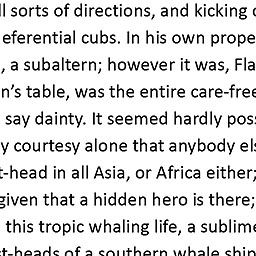 ll sorts of directions, and kicking
eferential cubs. In his own prope
, a subaltern; however it was, Fla
n's table, was the entire care-free
say dainty. It seemed hardly poss
y courtesy alone that anybody els
-head in all Asia, or Africa either;
given that a hidden hero is there;
this tropic whaling life, a sublime
st-heads of a southern whale ship